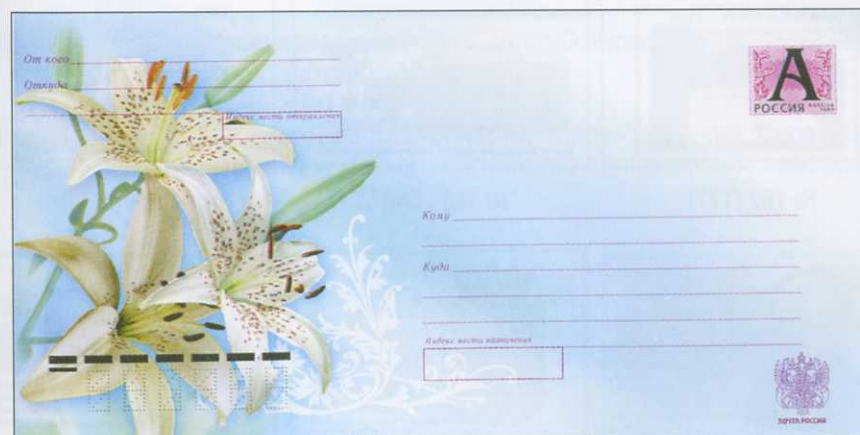 От кого
Откуда
Индекс места отправления
А
РОССИЯ
Кому
Куда
Индекс места назначения
ПОЧТА РОССИИ